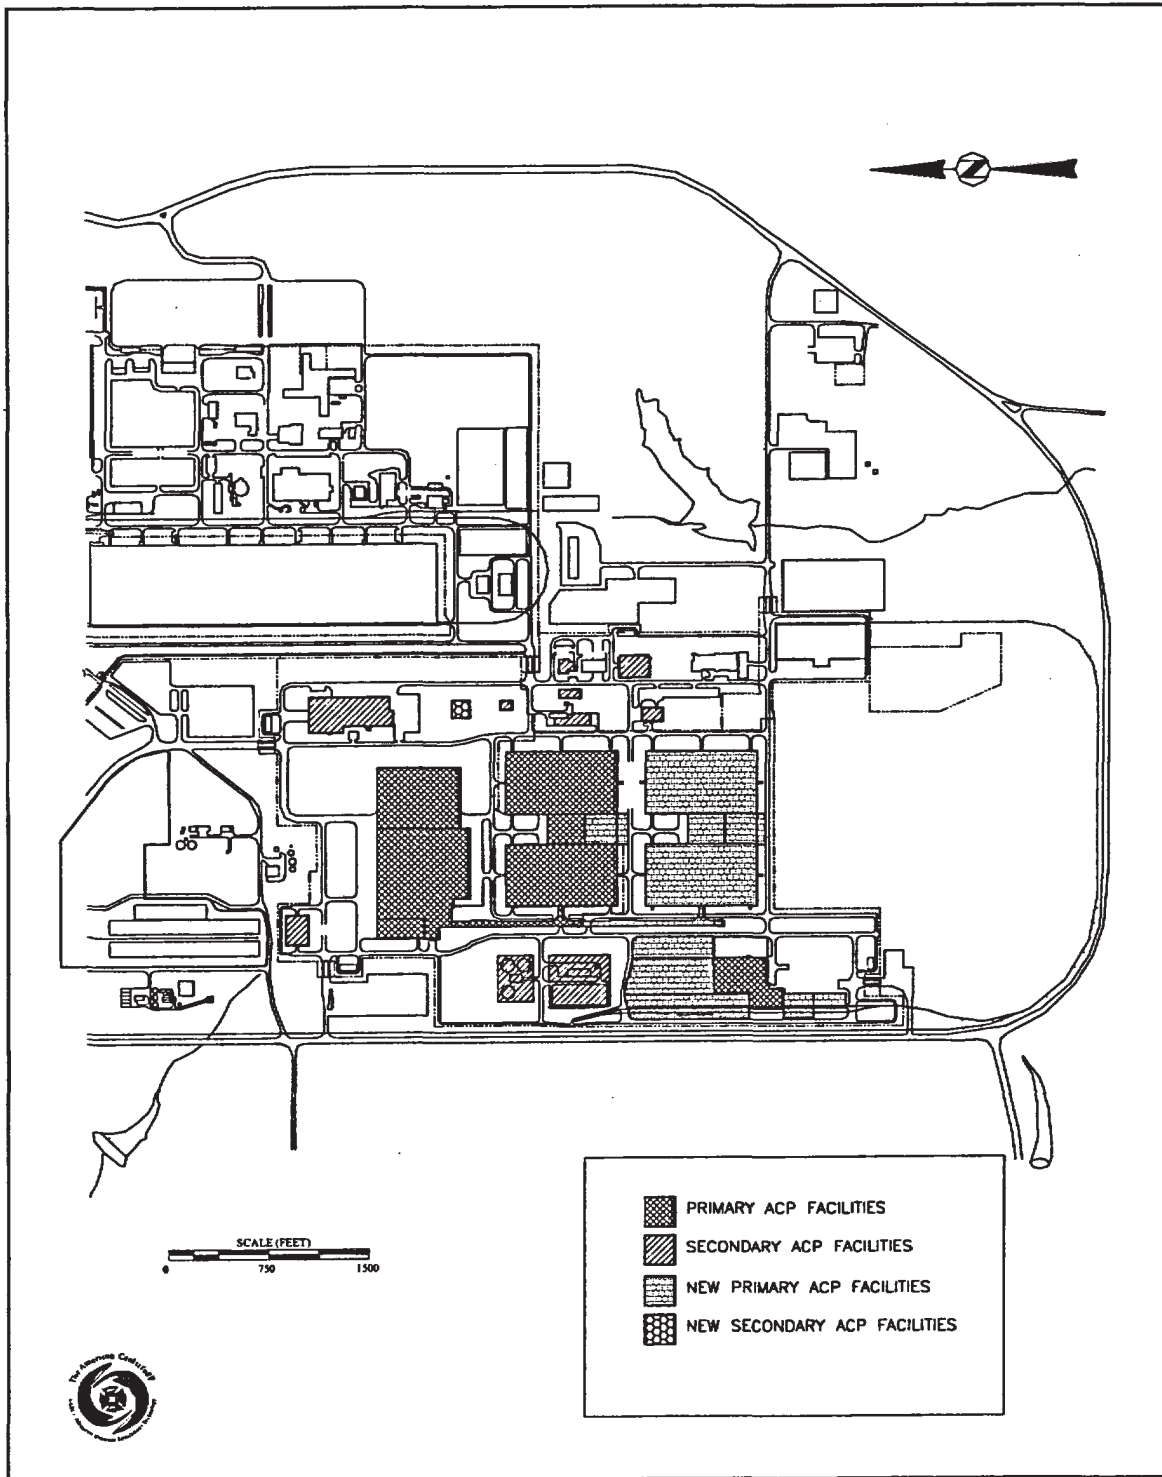 PRIMARY ACP FACILITIES
SECONDARY ACP FACILITIES
NEW PRIMARY ACP FACILITIES
NEW SECONDARY ACP FACILITIES
SCALE (FEET)
0 750 1500
The American Centrifuge